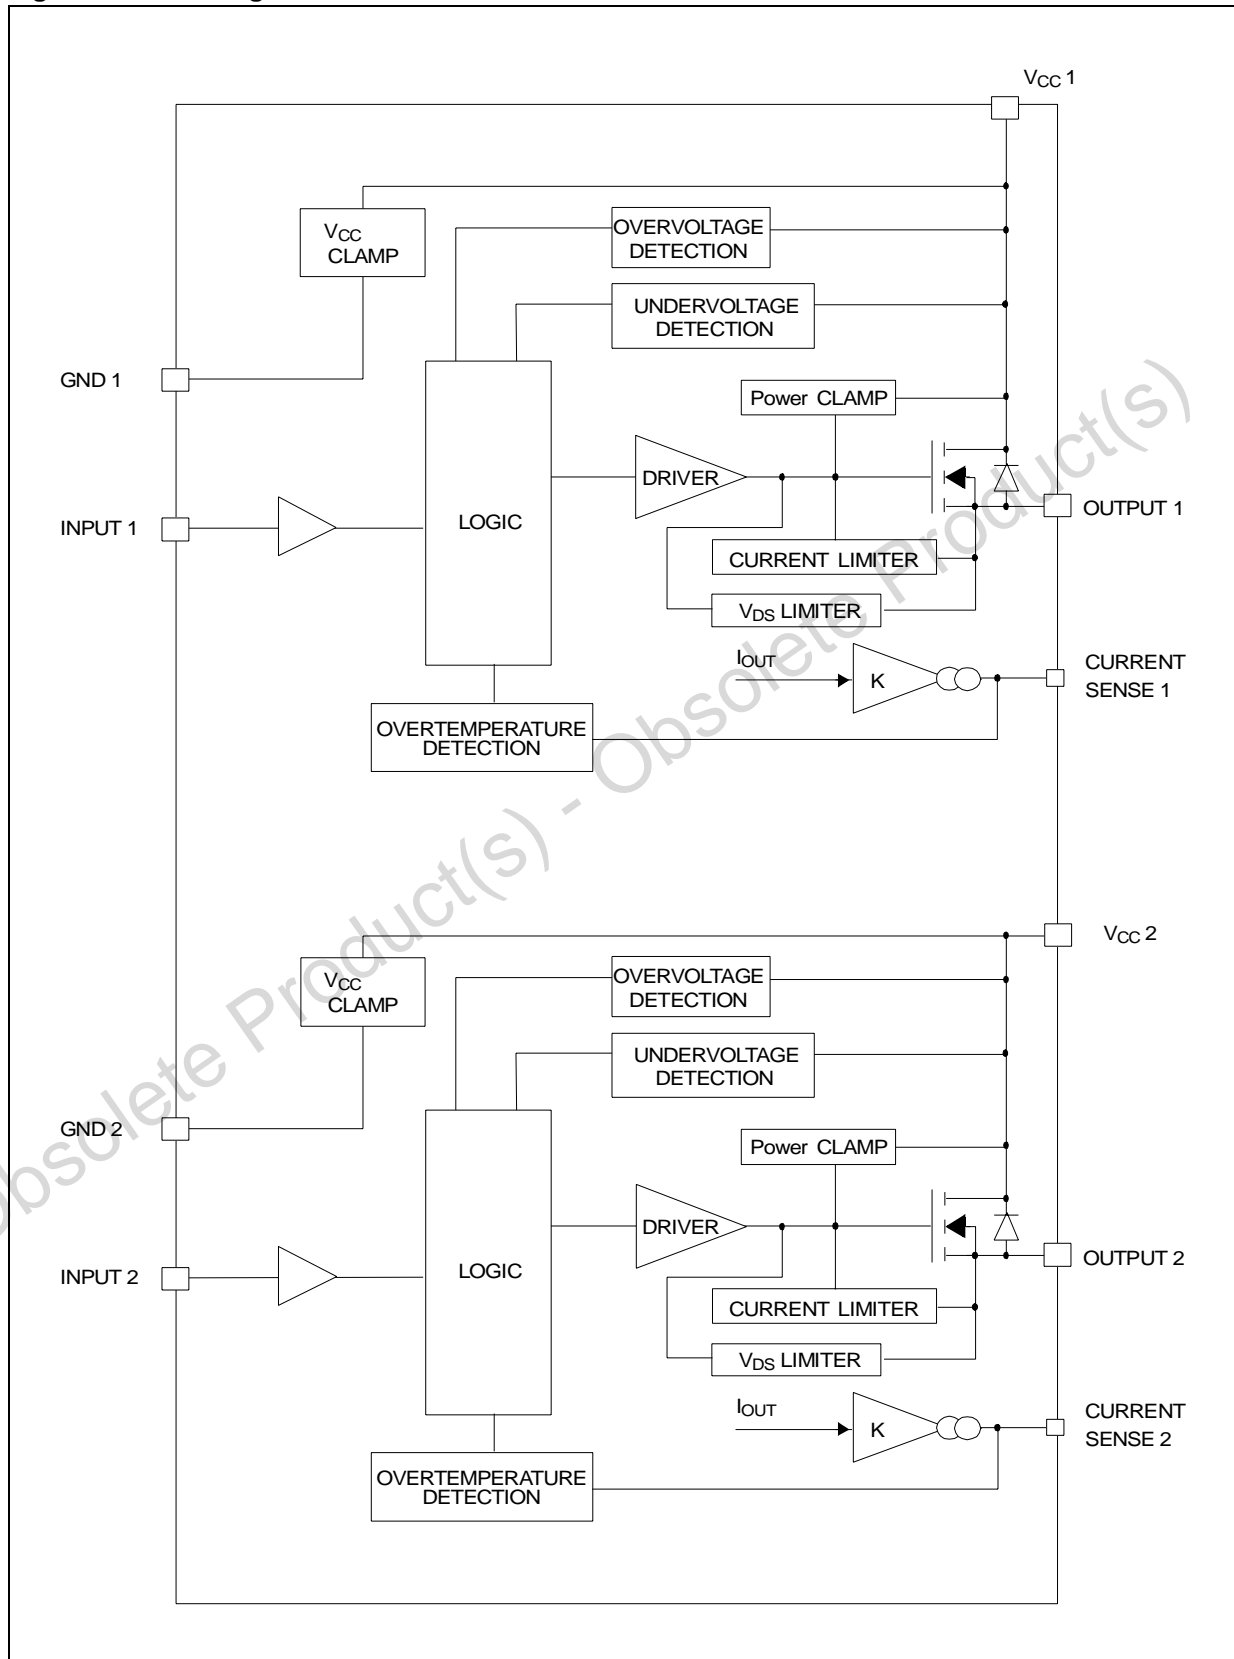 VCC 1
VCC
CLAMP
OVERVOLTAGE
DETECTION
UNDERVOLTAGE
DETECTION
GND 1
Power CLAMP
DRIVER
INPUT 1
LOGIC
OUTPUT 1
CURRENT LIMITER
VDS LIMITER
IOUT
K
CURRENT
SENSE 1
OVERTEMPERATURE
DETECTION
Obsolete Product(s) - Obsolete Product(s)
VCC 2
VCC
CLAMP
OVERVOLTAGE
DETECTION
UNDERVOLTAGE
DETECTION
GND 2
Power CLAMP
DRIVER
INPUT 2
LOGIC
OUTPUT 2
CURRENT LIMITER
VDS LIMITER
IOUT
K
CURRENT
SENSE 2
OVERTEMPERATURE
DETECTION